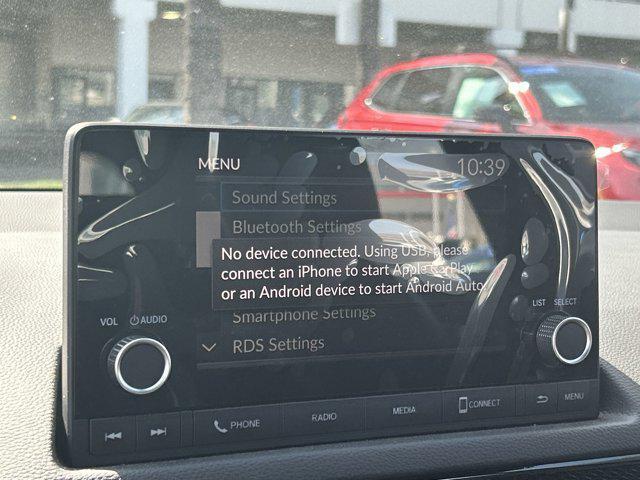 MENU 10:39
Sound Settings
Bluetooth Settings
No device connected. Using USB, please
connect an iPhone to start Apple CarPlay
or an Android device to start Android Auto.
Smartphone Settings
RDS Settings
VOL AUDIO
LIST SELECT
PHONE RADIO MEDIA CONNECT MENU